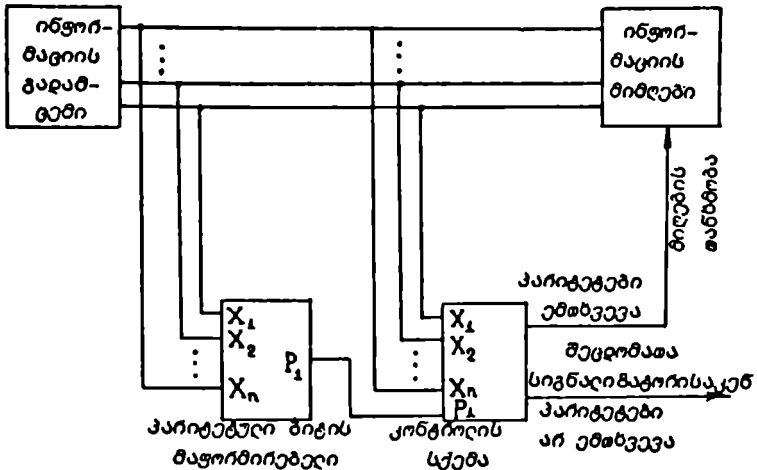 ინფორ-
მაციის
გადამ-
ცემი
ინფორ-
მაციის
მიმღები
მიღების
თანხმობა
პარიტეტები
ემთხვევა
შეცდომათა
სიგნალიზატორისაკენ
პარიტეტები
არ ემთხვევა
X₁
X₂
Xₙ
P₁
X₁
X₂
Xₙ
P₁
პარიტეტული ბიტის
მაფორმირებელი
კონტროლის
სქემა